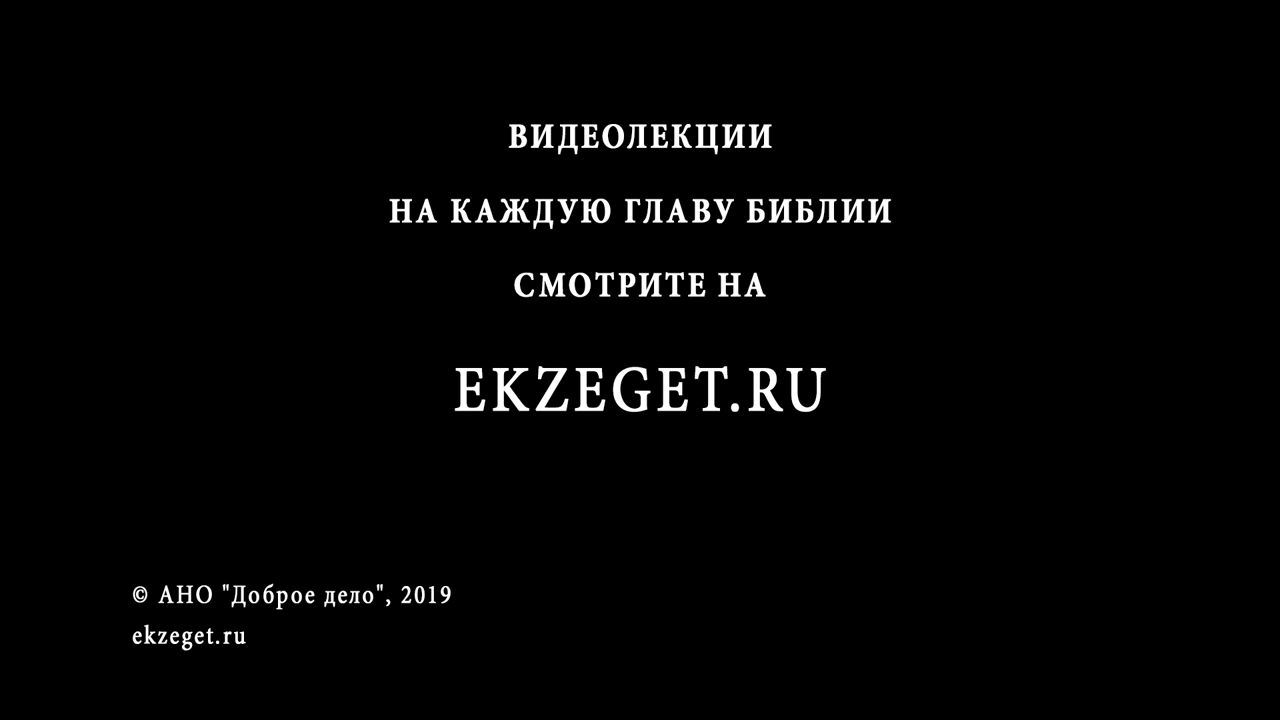 ВИДЕОЛЕКЦИИ
НА КАЖДУЮ ГЛАВУ БИБЛИИ
СМОТРИТЕ НА
EKZEGET.RU
© АНО "Доброе дело", 2019
ekzeget.ru